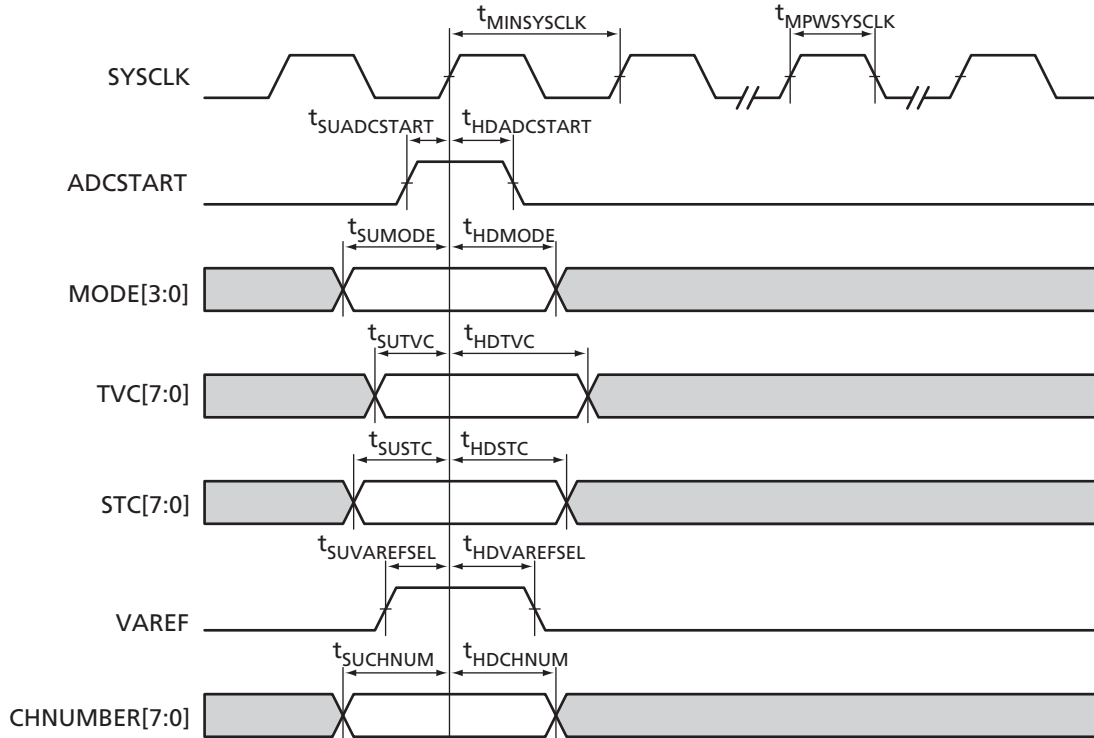 tMINSYSCLK
tMPWSYSCLK
SYSCLK
tSUADCSTART
tHDADCSTART
ADCSTART
tSUMODE
tHDMODE
MODE[3:0]
tSUTVC
tHDTVC
TVC[7:0]
tSUSTC
tHDSTC
STC[7:0]
tSUVAREFSEL
tHDVAREFSEL
VAREF
tSUCHNUM
tHDCHNUM
CHNUMBER[7:0]